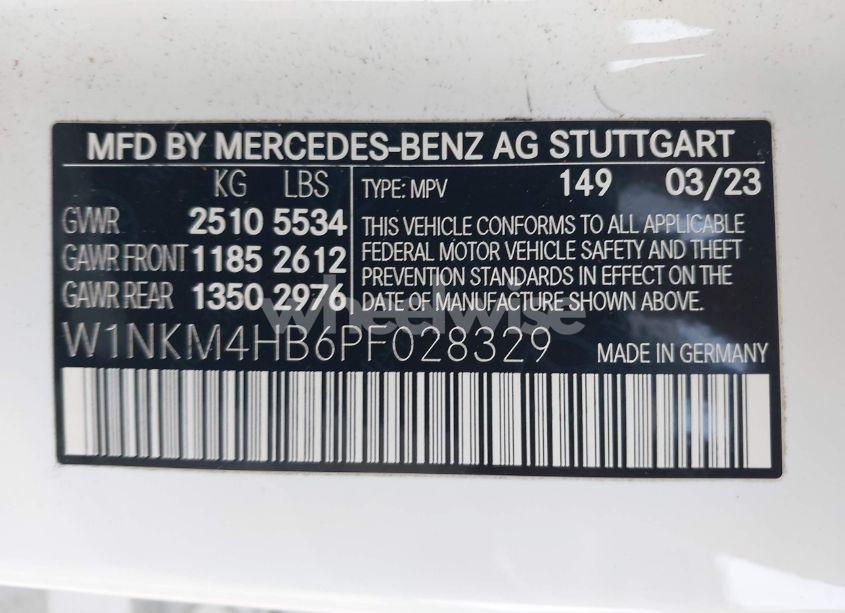 MFD BY MERCEDES-BENZ AG STUTTGART
KG LBS
GVWR 2510 5534
GAWR FRONT 1185 2612
GAWR REAR 1350 2976
TYPE: MPV 149 03/23
THIS VEHICLE CONFORMS TO ALL APPLICABLE
FEDERAL MOTOR VEHICLE SAFETY AND THEFT
PREVENTION STANDARDS IN EFFECT ON THE
DATE OF MANUFACTURE SHOWN ABOVE.
wheelwise
W1NKM4HB6PF028329 MADE IN GERMANY